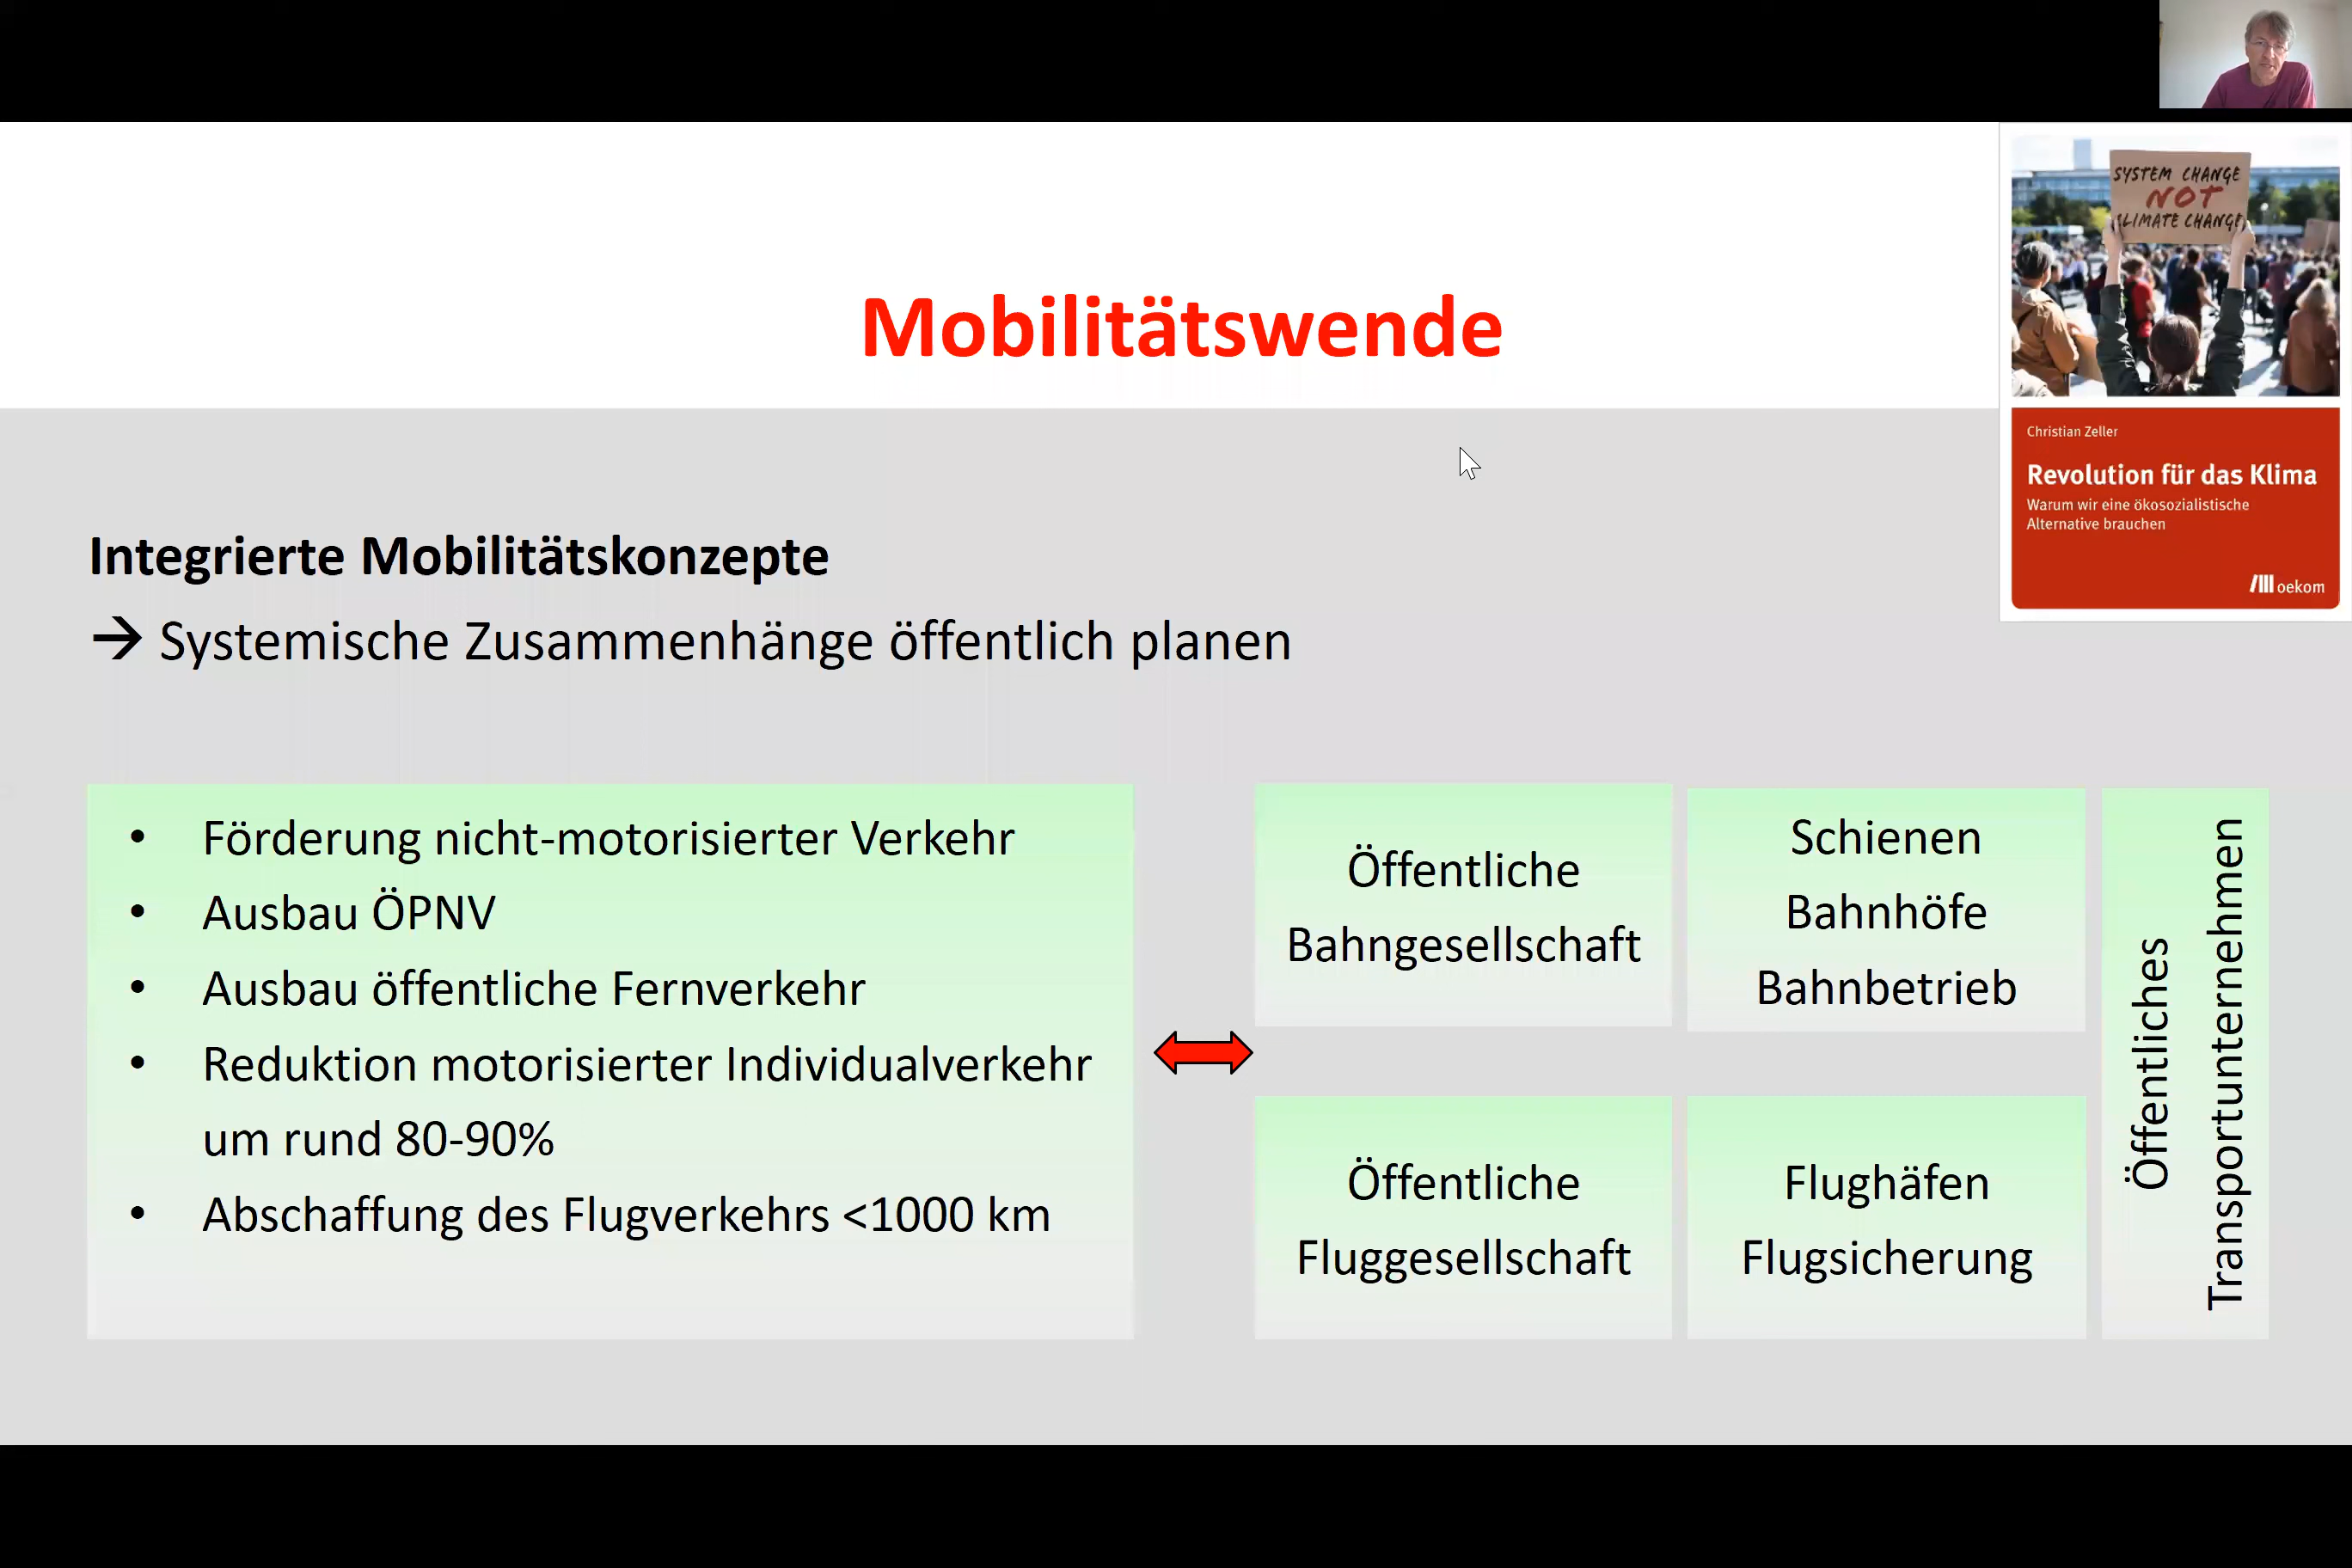 SYSTEM CHANGE
NOT
CLIMATE CHANGE
Mobilitätswende
Christian Zeller
Revolution für das Klima
Warum wir eine ökosozialistische
Alternative brauchen
oekom
Integrierte Mobilitätskonzepte
→ Systemische Zusammenhänge öffentlich planen
• Förderung nicht-motorisierter Verkehr
• Ausbau ÖPNV
• Ausbau öffentliche Fernverkehr
• Reduktion motorisierter Individualverkehr
um rund 80-90%
• Abschaffung des Flugverkehrs <1000 km
Öffentliche
Bahngesellschaft
Schienen
Bahnhöfe
Bahnbetrieb
Öffentliche
Fluggesellschaft
Flughäfen
Flugsicherung
Öffentliches
Transportunternehmen